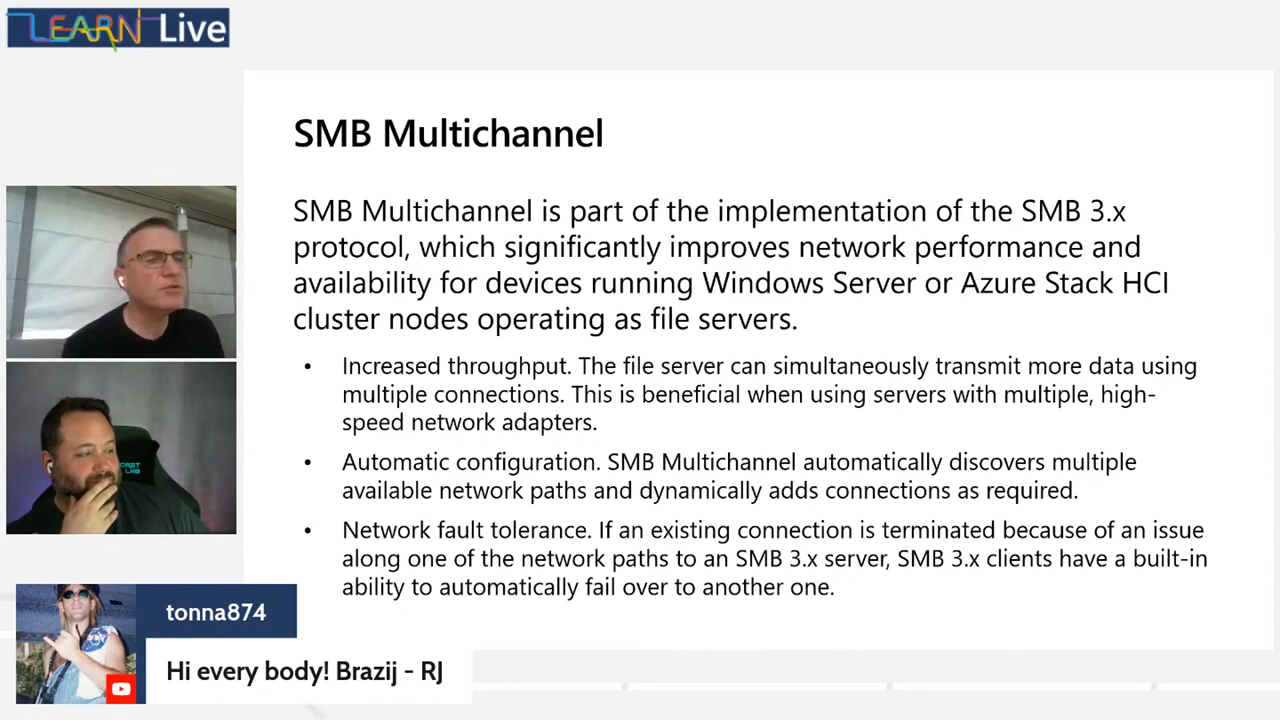 LEARN Live
SMB Multichannel
SMB Multichannel is part of the implementation of the SMB 3.x
protocol, which significantly improves network performance and
availability for devices running Windows Server or Azure Stack HCI
cluster nodes operating as file servers.
• Increased throughput. The file server can simultaneously transmit more data using
multiple connections. This is beneficial when using servers with multiple, high-
speed network adapters.
• Automatic configuration. SMB Multichannel automatically discovers multiple
available network paths and dynamically adds connections as required.
• Network fault tolerance. If an existing connection is terminated because of an issue
along one of the network paths to an SMB 3.x server, SMB 3.x clients have a built-in
ability to automatically fail over to another one.
tonna874
Hi every body! Brazij - RJ